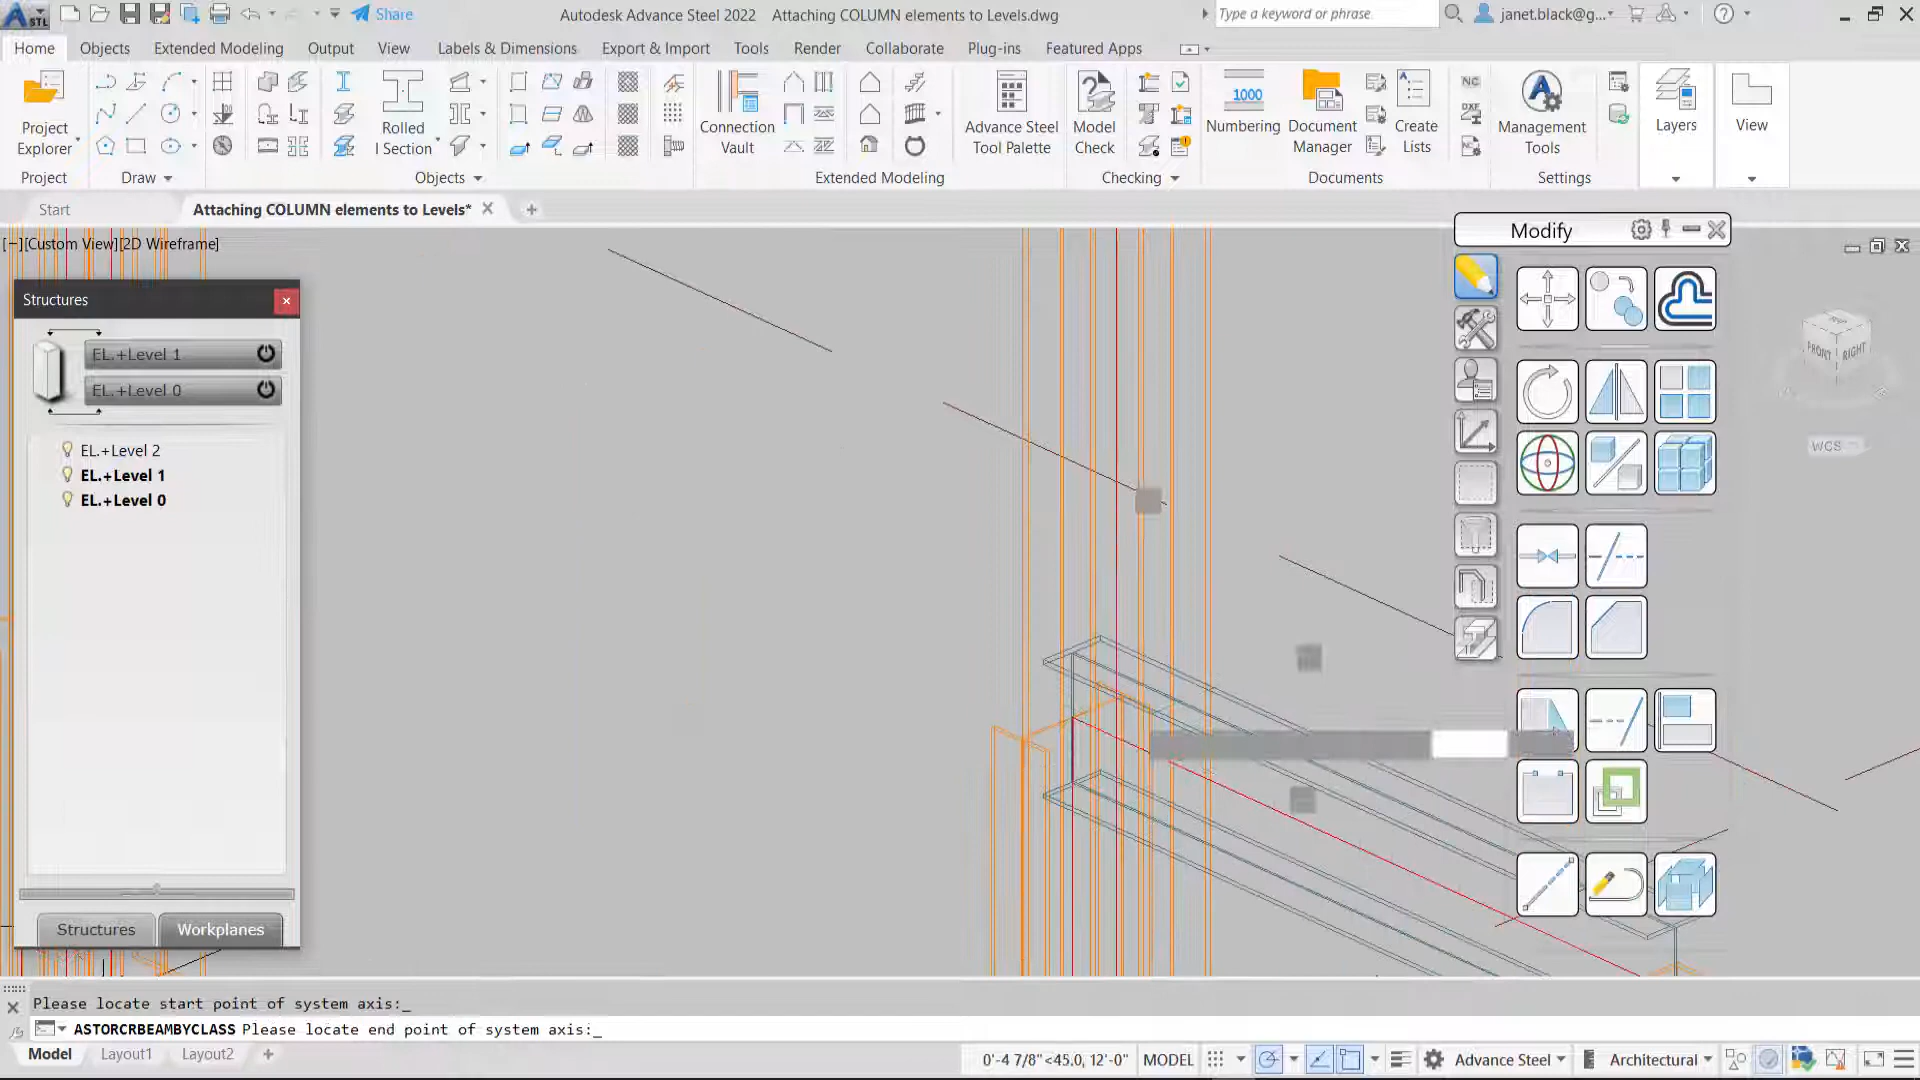 STL
Share
Autodesk Advance Steel 2022 Attaching COLUMN elements to Levels.dwg
Type a keyword or phrase
janet.black@g...
Home Objects Extended Modeling Output View Labels & Dimensions Export & Import Tools Render Collaborate Plug-ins Featured Apps
Project
Explorer
Rolled
I Section
Connection
Vault
Advance Steel
Tool Palette
Model
Check
1000
Numbering
Document
Manager
Create
Lists
NC
DXF
NC
Management
Tools
Layers
View
Project Draw Objects Extended Modeling Checking Documents Settings
Start
Attaching COLUMN elements to Levels*
[−][Custom View][2D Wireframe]
Modify
Structures
EL.+Level 1
EL.+Level 0
EL.+Level 2
EL.+Level 1
EL.+Level 0
Structures Workplanes
FRONT RIGHT
WCS
Please locate start point of system axis:_
ASTORCRBEAMBYCLASS Please locate end point of system axis:_
Model Layout1 Layout2 +
0'-4 7/8"<45.0, 12'-0" MODEL Advance Steel Architectural